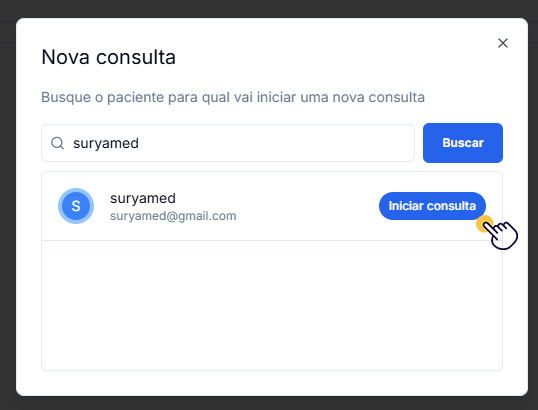 Nova consulta
Busque o paciente para qual vai iniciar uma nova consulta
suryamed
Buscar
S
suryamed
suryamed@gmail.com
Iniciar consulta